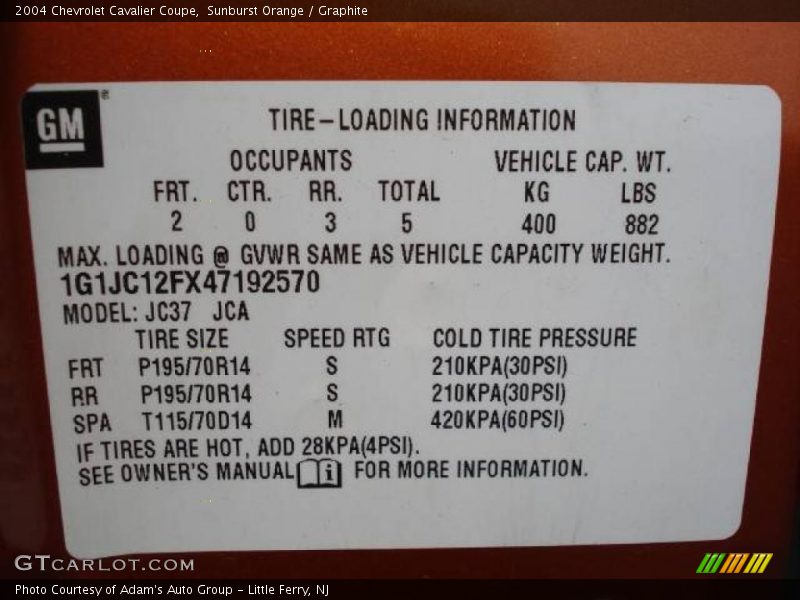 2004 Chevrolet Cavalier Coupe,  Sunburst Orange / Graphite
GM®
TIRE-LOADING INFORMATION
OCCUPANTS VEHICLE CAP. WT.
FRT. CTR. RR. TOTAL KG LBS
2 0 3 5 400 882
MAX. LOADING @ GVWR SAME AS VEHICLE CAPACITY WEIGHT.
1G1JC12FX47192570
MODEL: JC37 JCA
TIRE SIZE SPEED RTG COLD TIRE PRESSURE
FRT P195/70R14 S 210KPA(30PSI)
RR P195/70R14 S 210KPA(30PSI)
SPA T115/70D14 M 420KPA(60PSI)
IF TIRES ARE HOT, ADD 28KPA(4PSI).
SEE OWNER'S MANUAL i FOR MORE INFORMATION.
GTCARLOT.COM
Photo Courtesy of Adam's Auto Group - Little Ferry, NJ